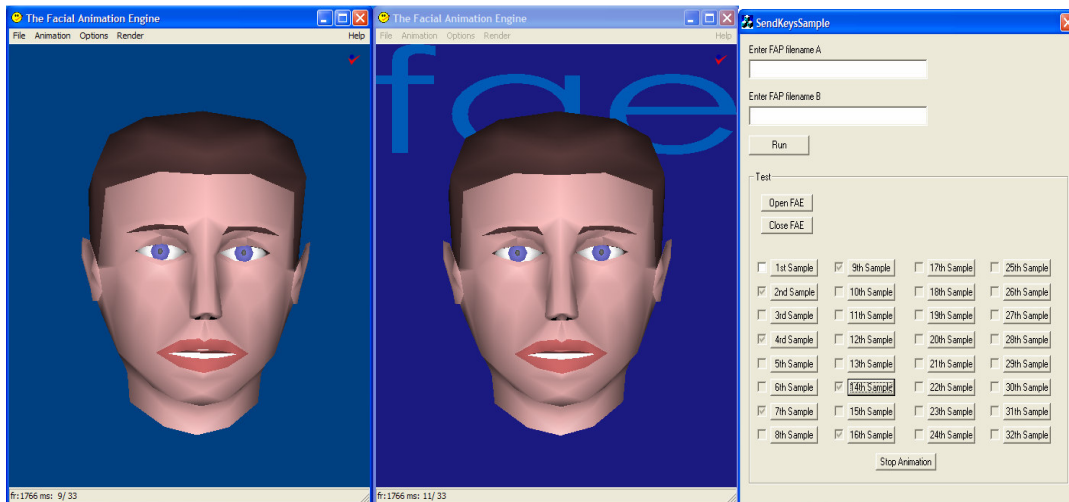 The Facial Animation Engine
File Animation Options Render Help
fr:1766 ms: 9/ 33
The Facial Animation Engine
File Animation Options Render Help
fae
fr:1766 ms: 11/ 33
SendKeysSample
Enter FAP filename A
Enter FAP filename B
Run
Test
Open FAE
Close FAE
1st Sample 9th Sample 17th Sample 25th Sample
2nd Sample 10th Sample 18th Sample 26th Sample
3rd Sample 11th Sample 19th Sample 27th Sample
4rd Sample 12th Sample 20th Sample 28th Sample
5th Sample 13th Sample 21th Sample 29th Sample
6th Sample 14th Sample 22th Sample 30th Sample
7th Sample 15th Sample 23th Sample 31th Sample
8th Sample 16th Sample 24th Sample 32th Sample
Stop Animation